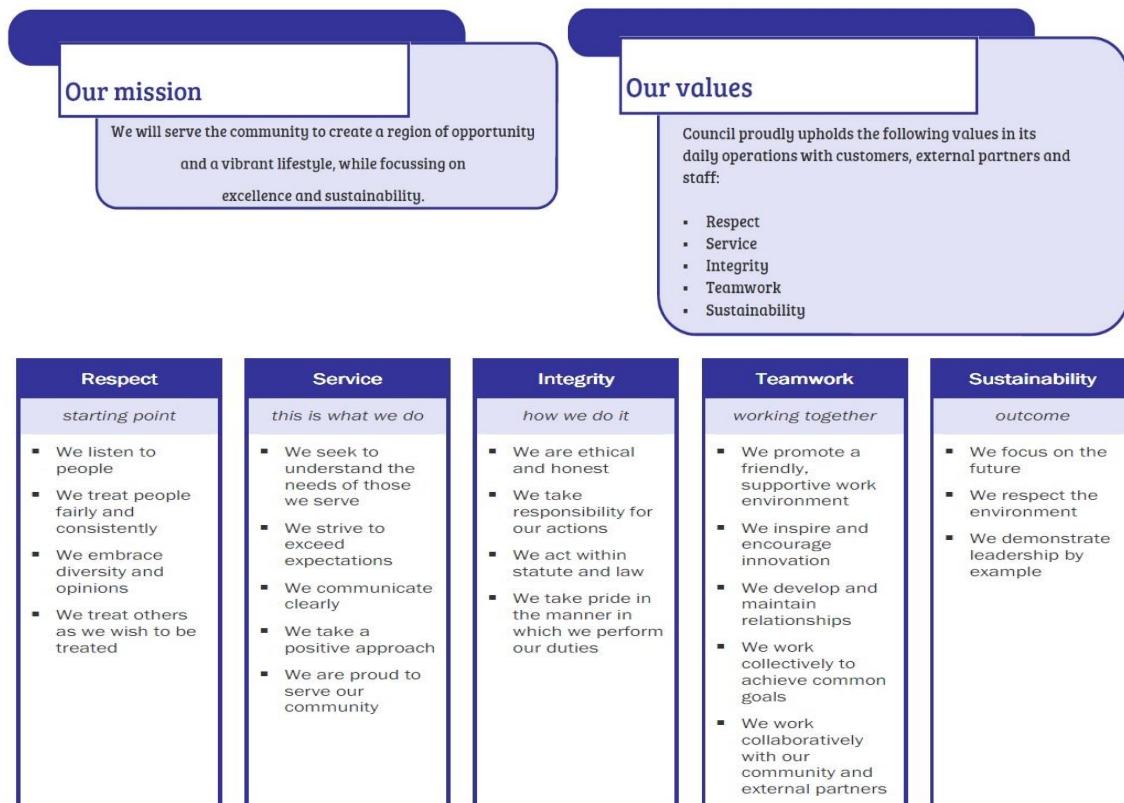 Our mission
We will serve the community to create a region of opportunity
and a vibrant lifestyle, while focussing on
excellence and sustainability.
Our values
Council proudly upholds the following values in its
daily operations with customers, external partners and
staff:
▪ Respect
▪ Service
▪ Integrity
▪ Teamwork
▪ Sustainability
Respect
starting point
▪ We listen to
people
▪ We treat people
fairly and
consistently
▪ We embrace
diversity and
opinions
▪ We treat others
as we wish to be
treated
Service
this is what we do
▪ We seek to
understand the
needs of those
we serve
▪ We strive to
exceed
expectations
▪ We communicate
clearly
▪ We take a
positive approach
▪ We are proud to
serve our
community
Integrity
how we do it
▪ We are ethical
and honest
▪ We take
responsibility for
our actions
▪ We act within
statute and law
▪ We take pride in
the manner in
which we perform
our duties
Teamwork
working together
▪ We promote a
friendly,
supportive work
environment
▪ We inspire and
encourage
innovation
▪ We develop and
maintain
relationships
▪ We work
collectively to
achieve common
goals
▪ We work
collaboratively
with our
community and
external partners
Sustainability
outcome
▪ We focus on the
future
▪ We respect the
environment
▪ We demonstrate
leadership by
example